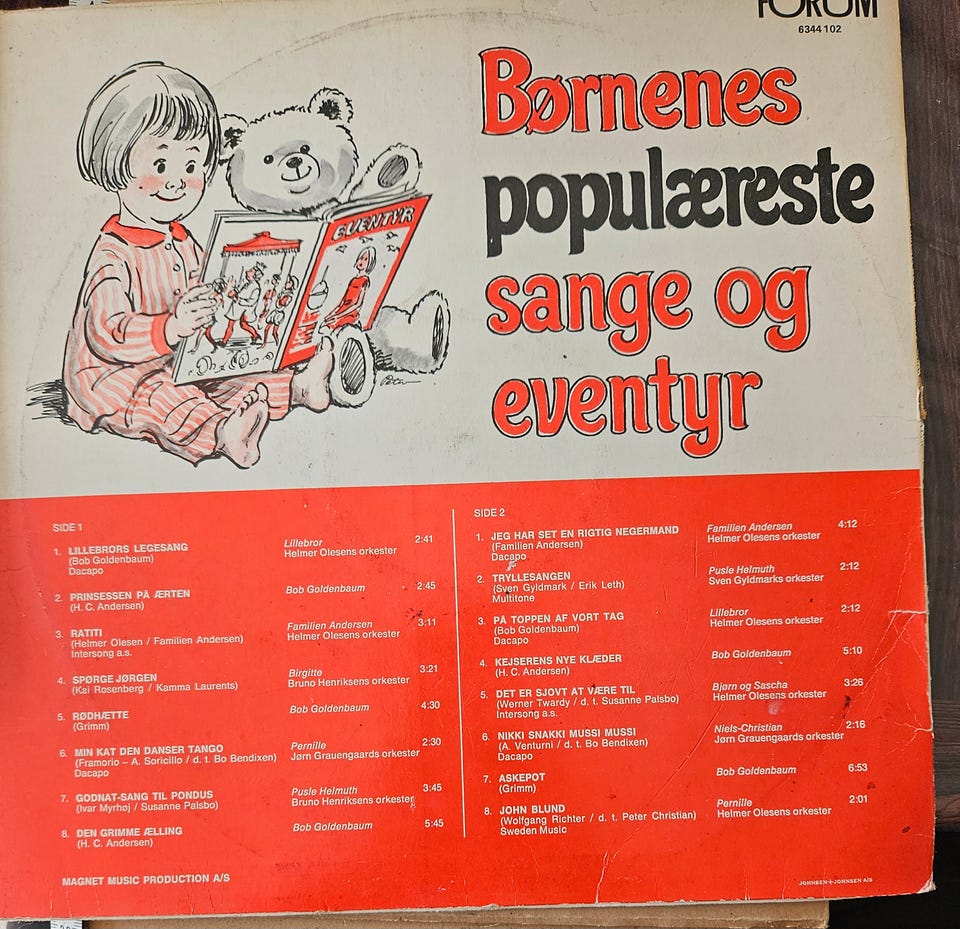 FORUM
6344102
Børnenes
populæreste
sange og
eventyr
EVENTYR
SIDE 1
1. LILLEBRORS LEGESANG Lillebror 2:41
(Bob Goldenbaum) Helmer Olesens orkester
Dacapo
2. PRINSESSEN PÅ ÆRTEN Bob Goldenbaum 2:45
(H. C. Andersen)
3. RATITI Familien Andersen 3:11
(Helmer Olesen / Familien Andersen) Helmer Olesens orkester
Intersong a.s.
4. SPØRGE JØRGEN Birgitte 3:21
(Kai Rosenberg / Kamma Laurents) Bruno Henriksens orkester
5. RØDHÆTTE Bob Goldenbaum 4:30
(Grimm)
6. MIN KAT DEN DANSER TANGO Pernille 2:30
(Framorio – A. Soricillo / d. t. Bo Bendixen) Jørn Grauengaards orkester
Dacapo
7. GODNAT-SANG TIL PONDUS Pusle Helmuth 3:45
(Ivar Myrhøj / Susanne Palsbo) Bruno Henriksens orkester
8. DEN GRIMME ÆLLING Bob Goldenbaum 5:45
(H. C. Andersen)
SIDE 2
1. JEG HAR SET EN RIGTIG NEGERMAND Familien Andersen 4:12
(Familien Andersen) Helmer Olesens orkester
Dacapo
2. TRYLLESANGEN Pusle Helmuth 2:12
(Sven Gyldmark / Erik Leth) Sven Gyldmarks orkester
Multitone
3. PÅ TOPPEN AF VORT TAG Lillebror 2:12
(Bob Goldenbaum) Helmer Olesens orkester
Dacapo
4. KEJSERENS NYE KLÆDER Bob Goldenbaum 5:10
(H. C. Andersen)
5. DET ER SJOVT AT VÆRE TIL Bjørn og Sascha 3:26
(Werner Twardy / d. t. Susanne Palsbo) Helmer Olesens orkester
Intersong a.s.
6. NIKKI SNAKKI MUSSI MUSSI Niels-Christian 2:16
(A. Venturni / d. t. Bo Bendixen) Jørn Grauengaards orkester
Dacapo
7. ASKEPOT Bob Goldenbaum 6:53
(Grimm)
8. JOHN BLUND Pernille 2:01
(Wolfgang Richter / d. t. Peter Christian) Helmer Olesens orkester
Sweden Music
MAGNET MUSIC PRODUCTION A/S
JOHNSEN+JOHNSEN A/S